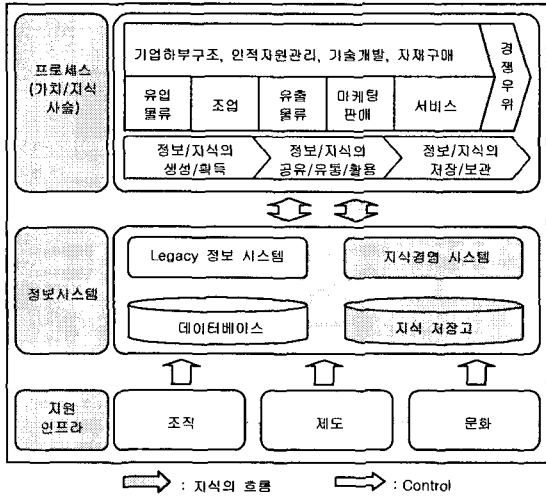 프로세스
(가치/지식
사슬)
기업하부구조, 인적자원관리, 기술개발, 자재구매
경쟁우위
유입
물류
조업
유출
물류
마케팅
판매
서비스
정보/지식의
생성/획득
정보/지식의
공유/유통/활용
정보/지식의
저장/보관
정보시스템
Legacy 정보 시스템
지식경영 시스템
데이터베이스
지식 저장고
지원
인프라
조직
제도
문화
: 지식의 흐름
: Control